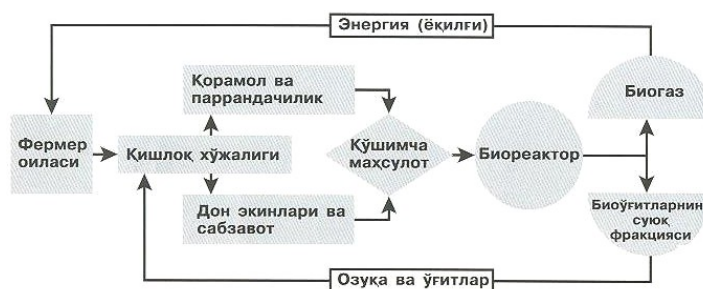 Энергия (ёқилғи)
Қорамол ва
паррандачилик
Биогаз
Фермер
оиласи
Қишлоқ хўжалиги
Қўшимча
маҳсулот
Биореактор
Дон экинлари ва
сабзавот
Биоўғитларнин
суюқ
фракцияси
Озуқа ва ўғитлар